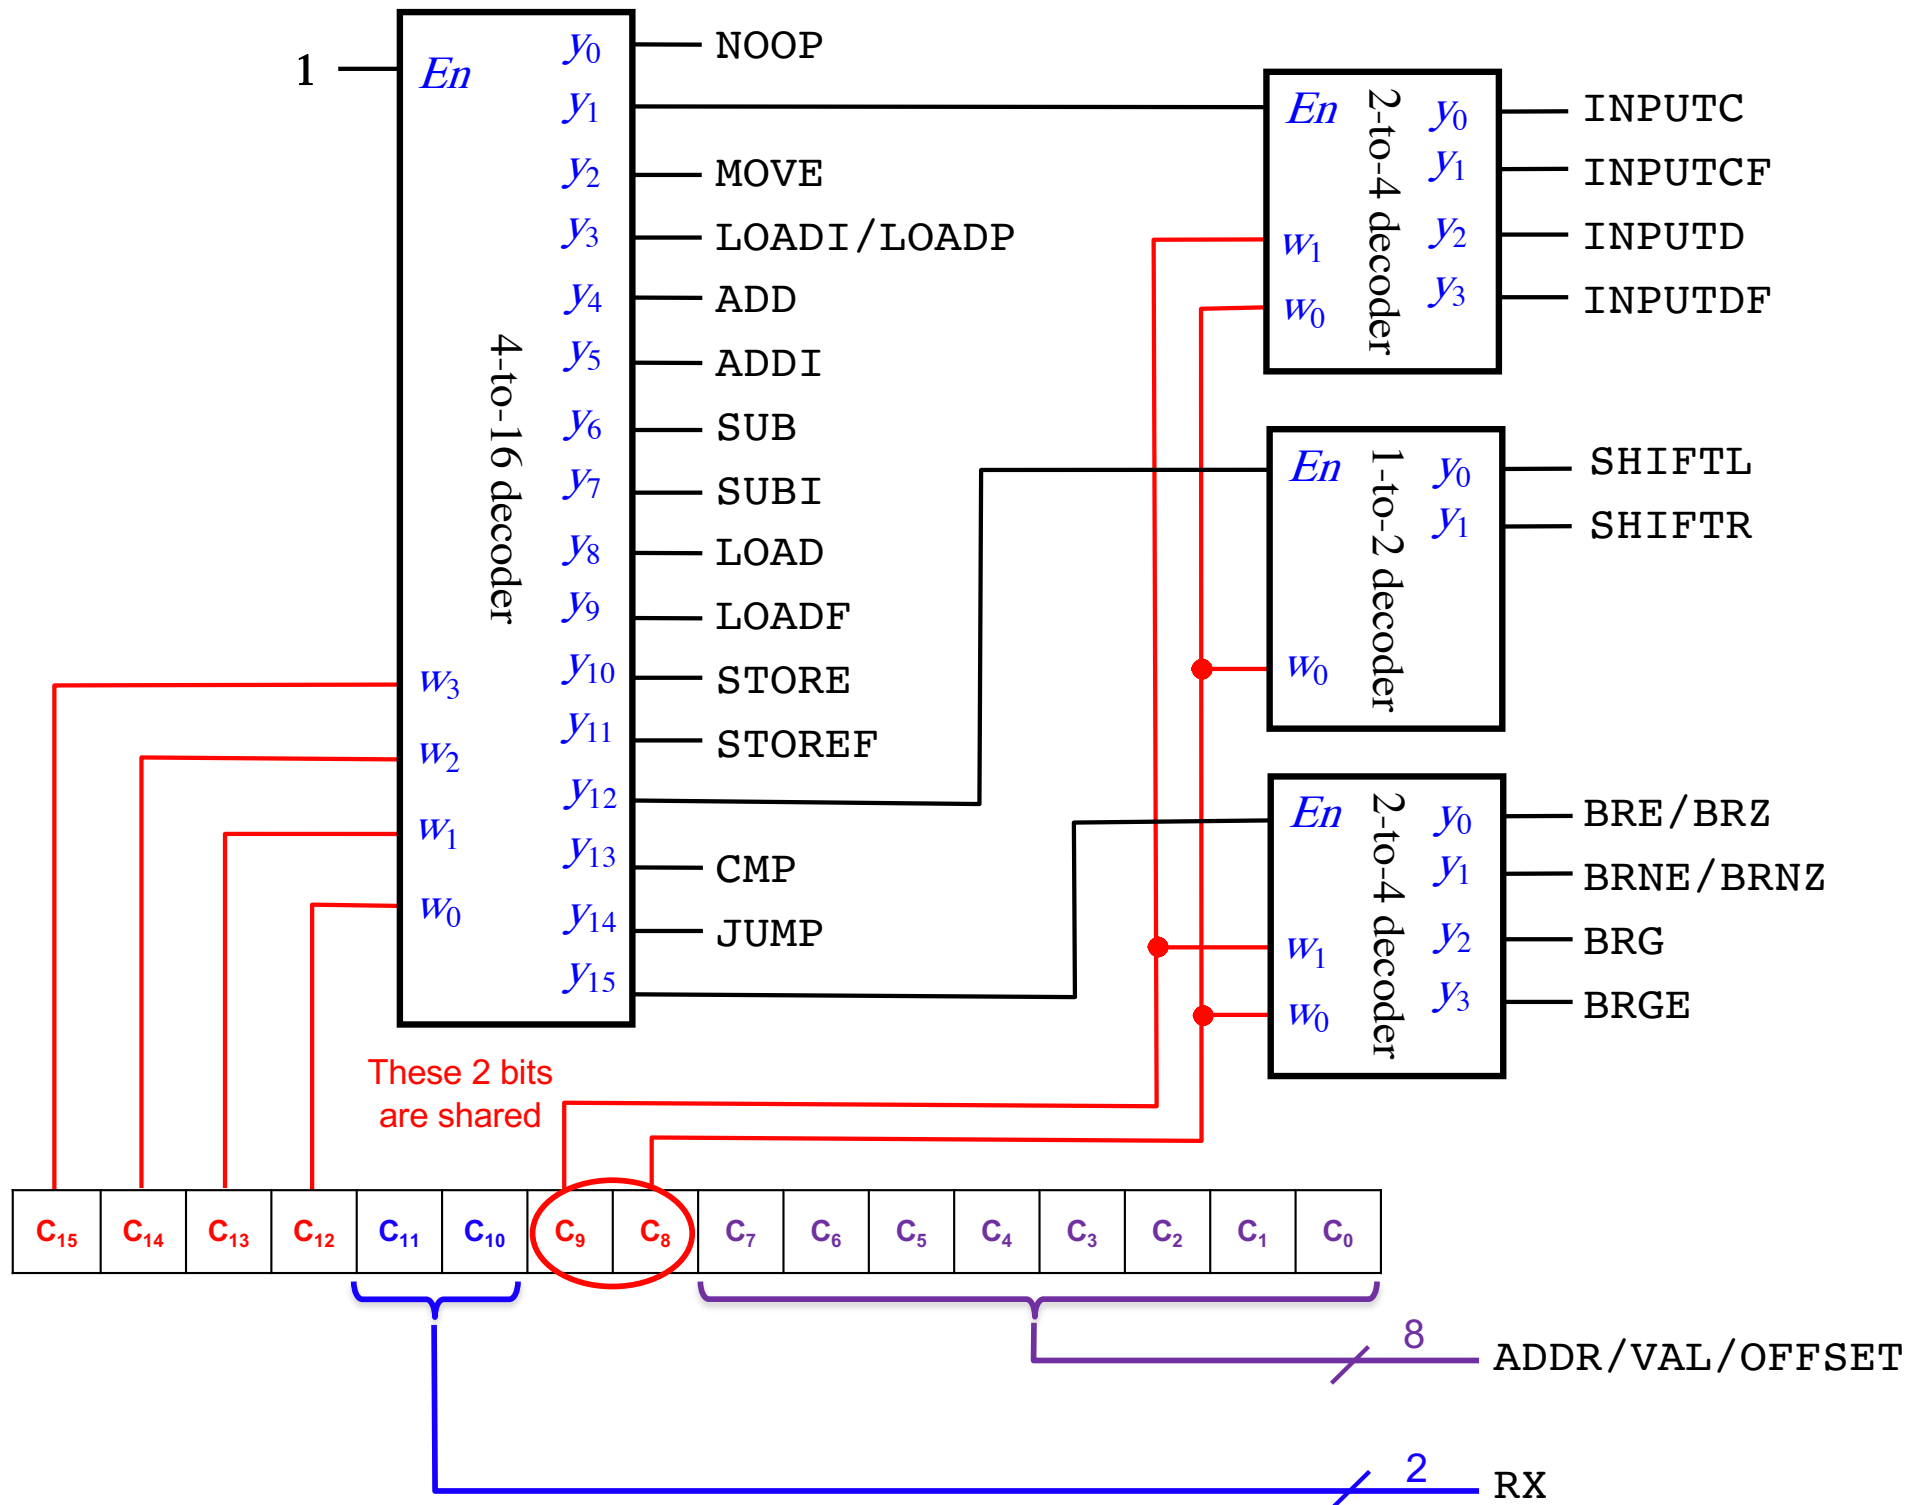 1
En
4-to-16 decoder
w3
w2
w1
w0
y0
y1
y2
y3
y4
y5
y6
y7
y8
y9
y10
y11
y12
y13
y14
y15
NOOP
MOVE
LOADI/LOADP
ADD
ADDI
SUB
SUBI
LOAD
LOADF
STORE
STOREF
CMP
JUMP
En
w1
w0
2-to-4 decoder
y0
y1
y2
y3
INPUTC
INPUTCF
INPUTD
INPUTDF
En
w0
1-to-2 decoder
y0
y1
SHIFTL
SHIFTR
En
w1
w0
2-to-4 decoder
y0
y1
y2
y3
BRE/BRZ
BRNE/BRNZ
BRG
BRGE
These 2 bits
are shared
C15 C14 C13 C12 C11 C10 C9 C8 C7 C6 C5 C4 C3 C2 C1 C0
8
ADDR/VAL/OFFSET
2
RX